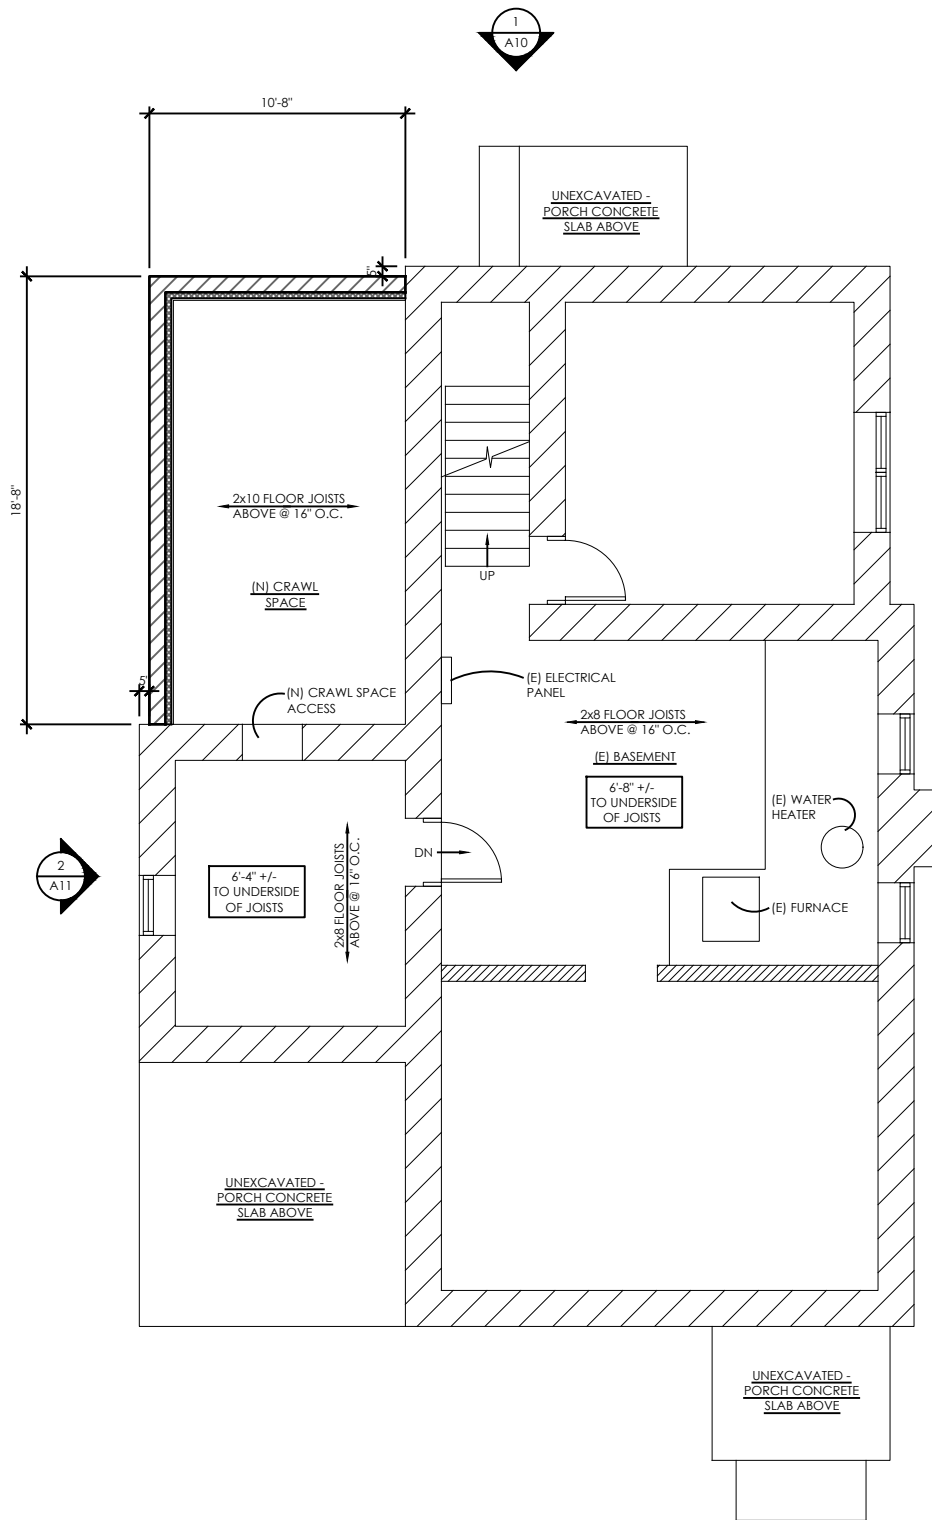 1
A10
10'-8"
UNEXCAVATED -
PORCH CONCRETE
SLAB ABOVE
5"
18'-8"
2x10 FLOOR JOISTS
ABOVE @ 16" O.C.
UP
(N) CRAWL
SPACE
5"
(N) CRAWL SPACE
ACCESS
(E) ELECTRICAL
PANEL
2x8 FLOOR JOISTS
ABOVE @ 16" O.C.
(E) BASEMENT
6'-8" +/-
TO UNDERSIDE
OF JOISTS
(E) WATER
HEATER
2
A11
6'-4" +/-
TO UNDERSIDE
OF JOISTS
2x8 FLOOR JOISTS
ABOVE @ 16" O.C.
DN
(E) FURNACE
UNEXCAVATED -
PORCH CONCRETE
SLAB ABOVE
UNEXCAVATED -
PORCH CONCRETE
SLAB ABOVE